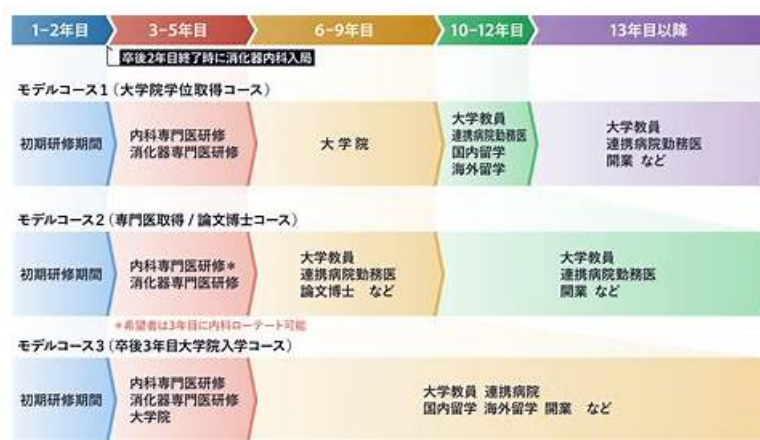 1-2年目
3-5年目
6-9年目
10-12年目
13年目以降
卒後2年目終了時に消化器内科入局
モデルコース1（大学院学位取得コース）
初期研修期間
内科専門医研修
消化器専門医研修
大学院
大学教員
連携病院勤務医
国内留学
海外留学
大学教員
連携病院勤務医
開業 など
モデルコース2（専門医取得 / 論文博士コース）
初期研修期間
内科専門医研修＊
消化器専門医研修
大学教員
連携病院勤務医
論文博士 など
大学教員
連携病院勤務医
開業 など
＊希望者は3年目に内科ローテート可能
モデルコース3（卒後3年目大学院入学コース）
初期研修期間
内科専門医研修
消化器専門医研修
大学院
大学教員 連携病院
国内留学 海外留学 開業 など